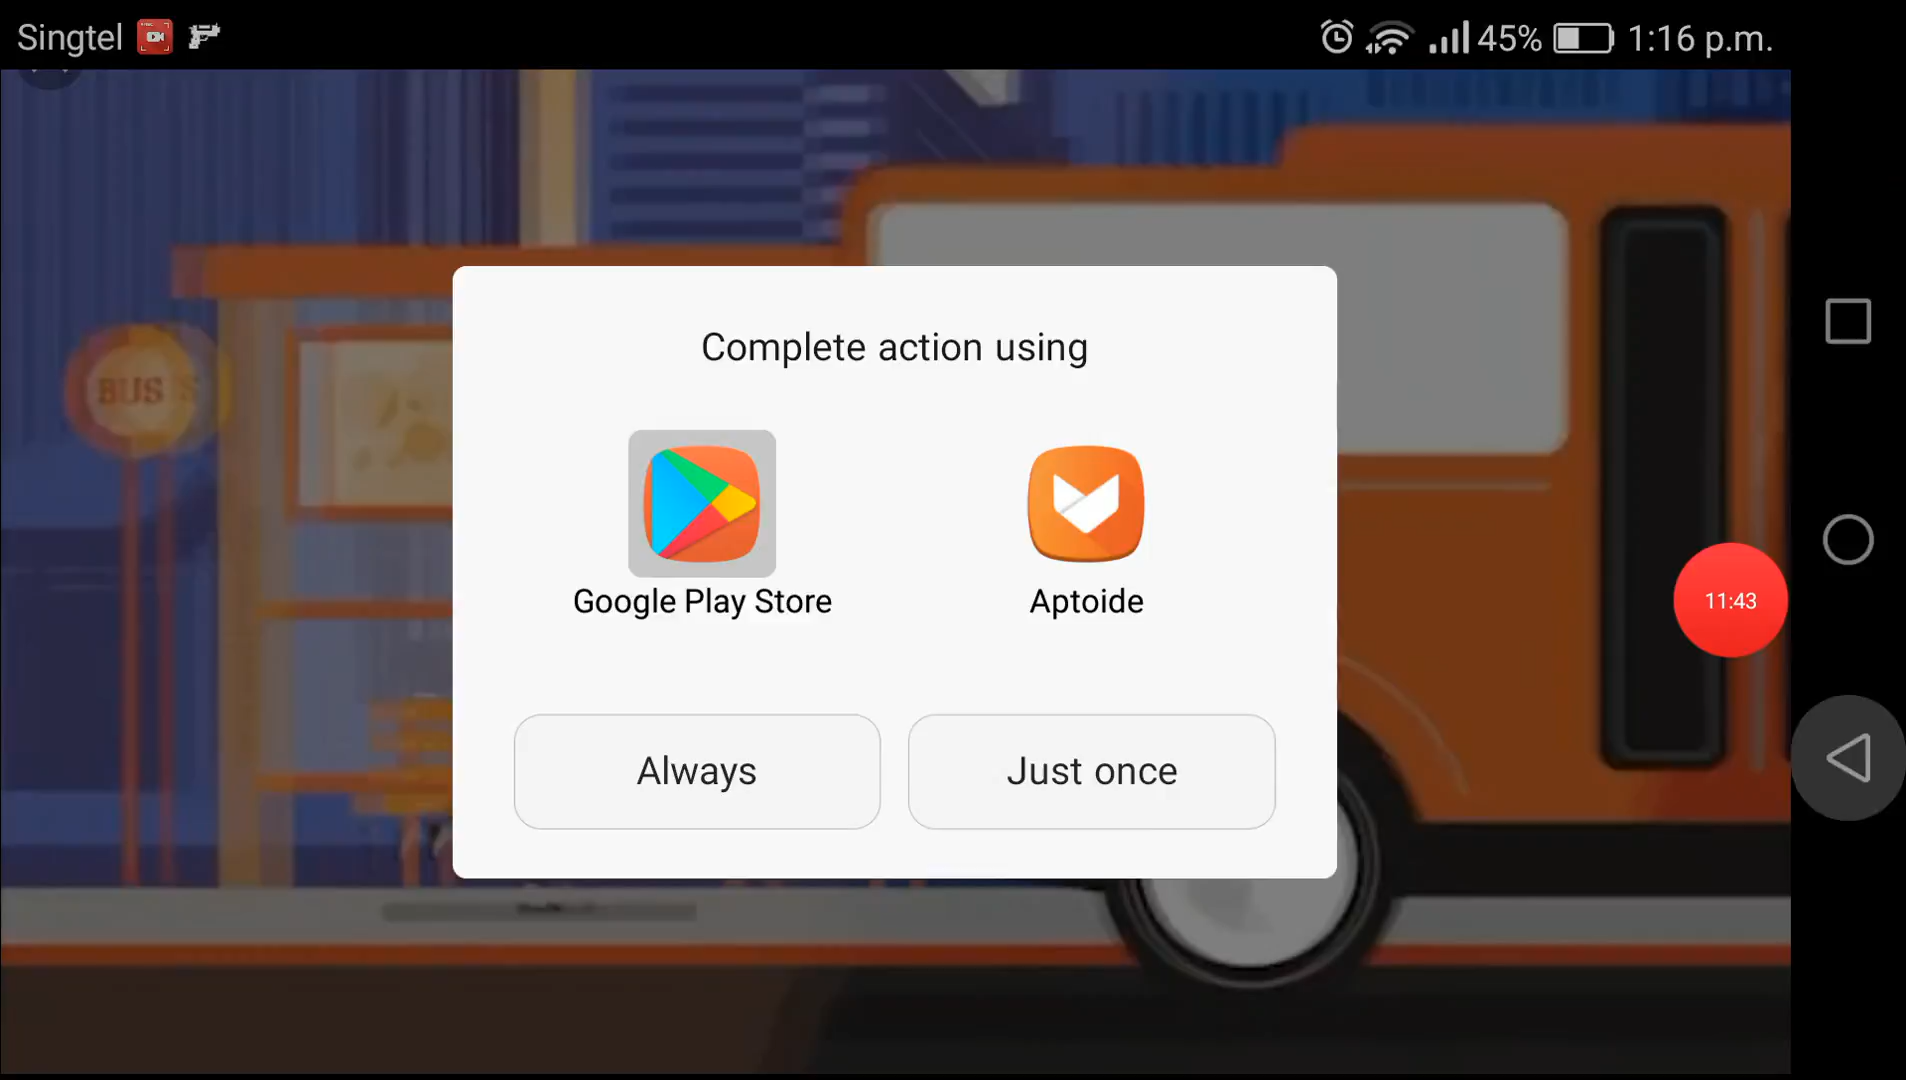 Singtel 45% 1:16 p.m.
BUS
Complete action using
Google Play Store Aptoide
11:43
Always Just once